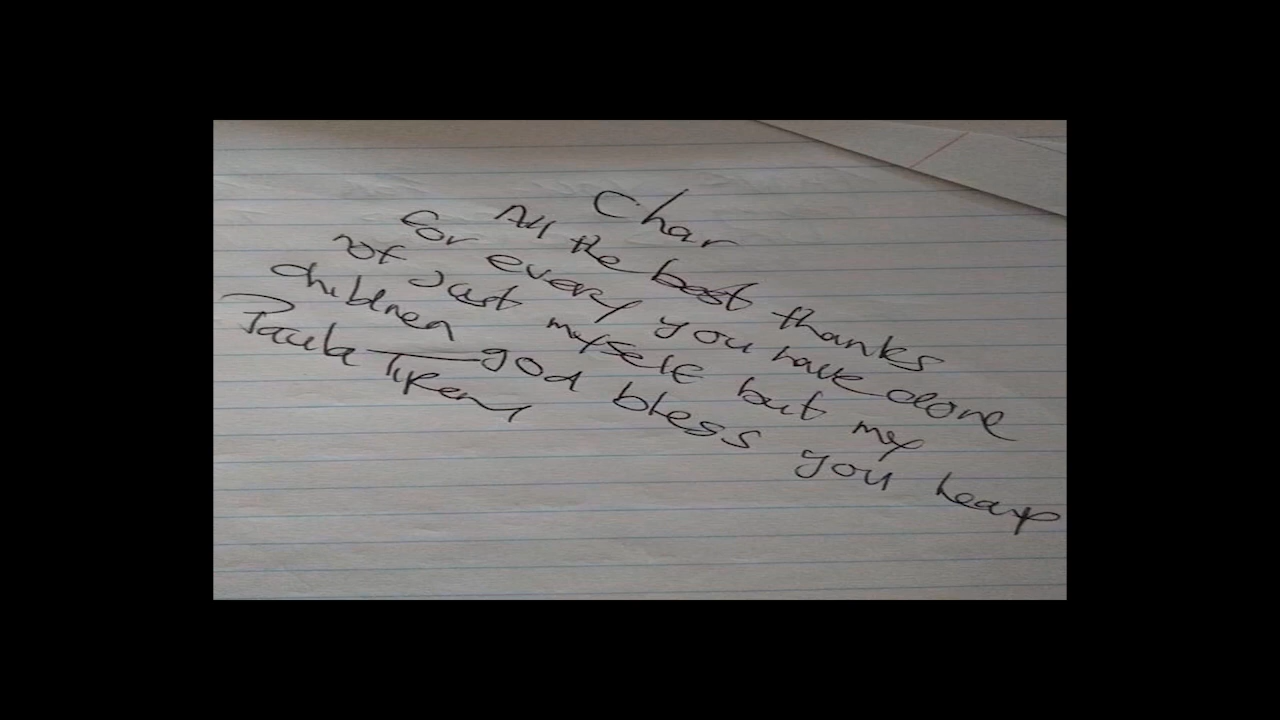 Char
All the best thanks
for every you have done
not Just myself but my
children god bless you heap
Paula